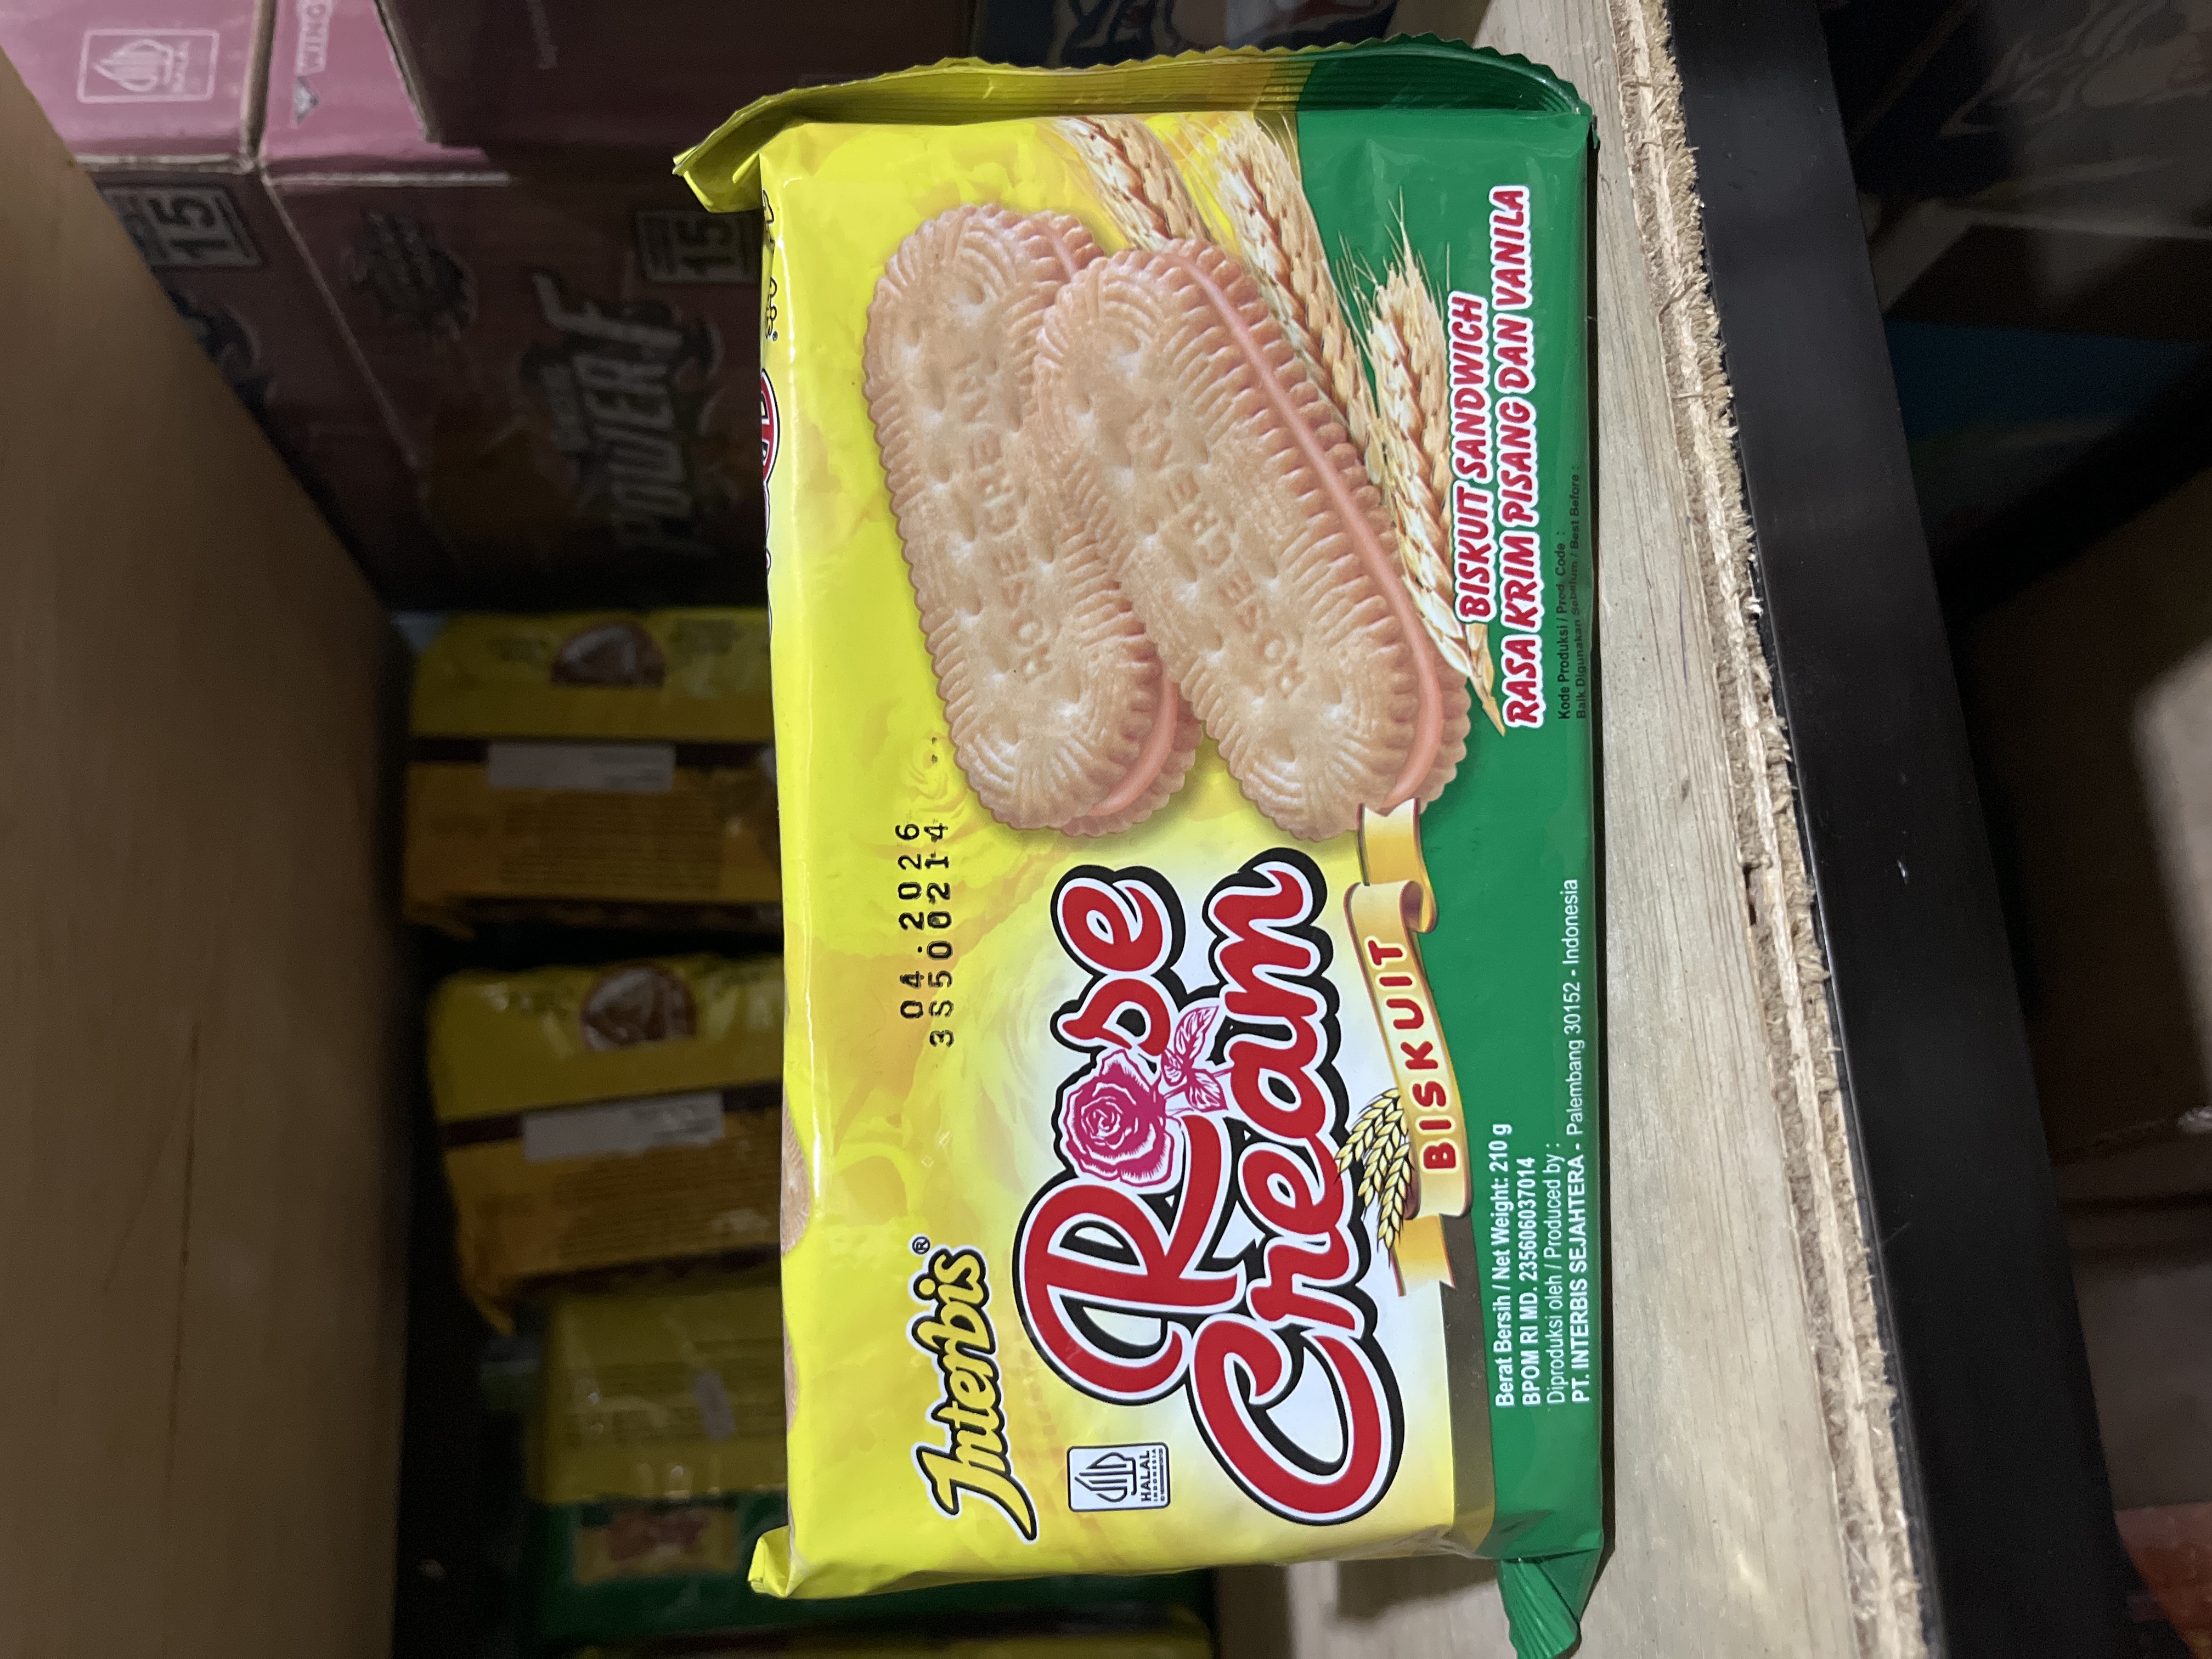 HALAL
15
WING
POWER F
15
04.2026
3S500214
Interbis®
HALAL
INDONESIA
Rose
Cream
BISKUIT
ROSE CREAM
ROSE CREAM
BISKUIT SANDWICH
RASA KRIM PISANG DAN VANILA
Berat Bersih / Net Weight: 210 g
BPOM RI MD. 235606037014
Diproduksi oleh / Produced by :
PT. INTERBIS SEJAHTERA - Palembang 30152 - Indonesia
Kode Produksi / Prod. Code :
Baik Digunakan Sebelum / Best Before :